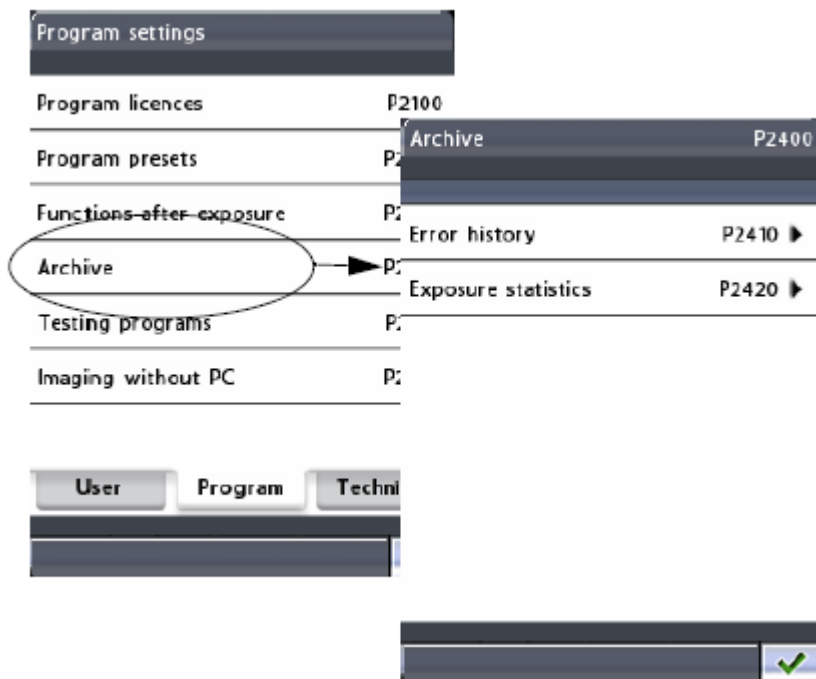 Program settings
Program licences P2100
Program presets
Functions after exposure
Archive
Testing programs
Imaging without PC
User Program
Archive P2400
Error history P2410
Exposure statistics P2420